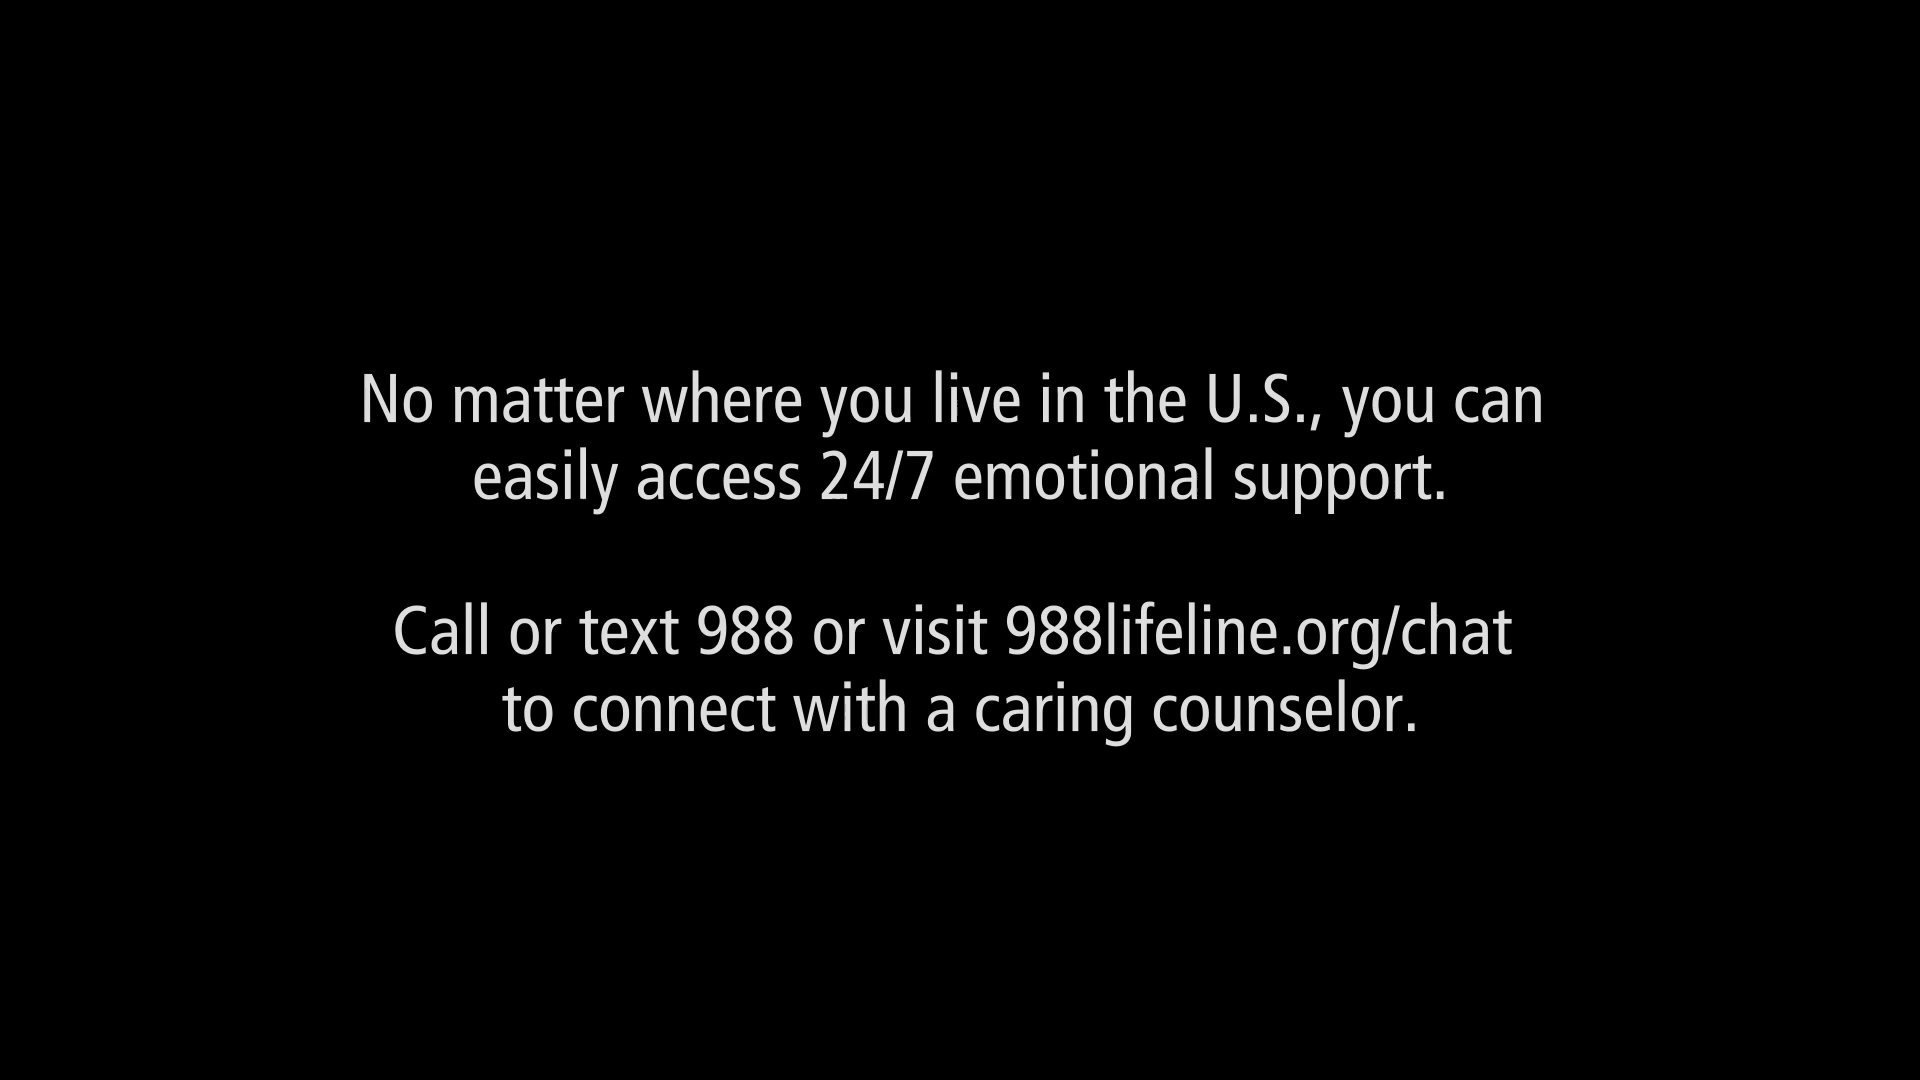 No matter where you live in the U.S., you can
easily access 24/7 emotional support.
Call or text 988 or visit 988lifeline.org/chat
to connect with a caring counselor.